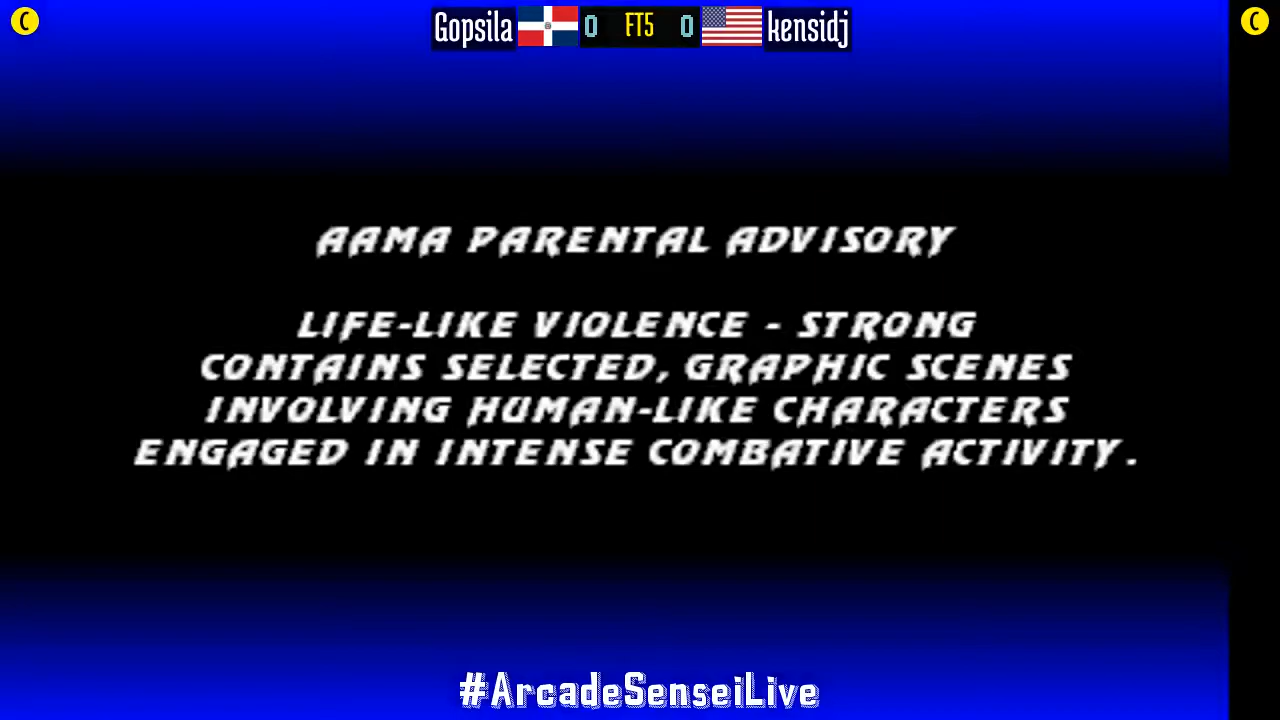 C
Gopsila 0 FT5 0 kensidj
C
AAMA PARENTAL ADVISORY
LIFE-LIKE VIOLENCE - STRONG
CONTAINS SELECTED, GRAPHIC SCENES
INVOLVING HUMAN-LIKE CHARACTERS
ENGAGED IN INTENSE COMBATIVE ACTIVITY.
#ArcadeSenseiLive